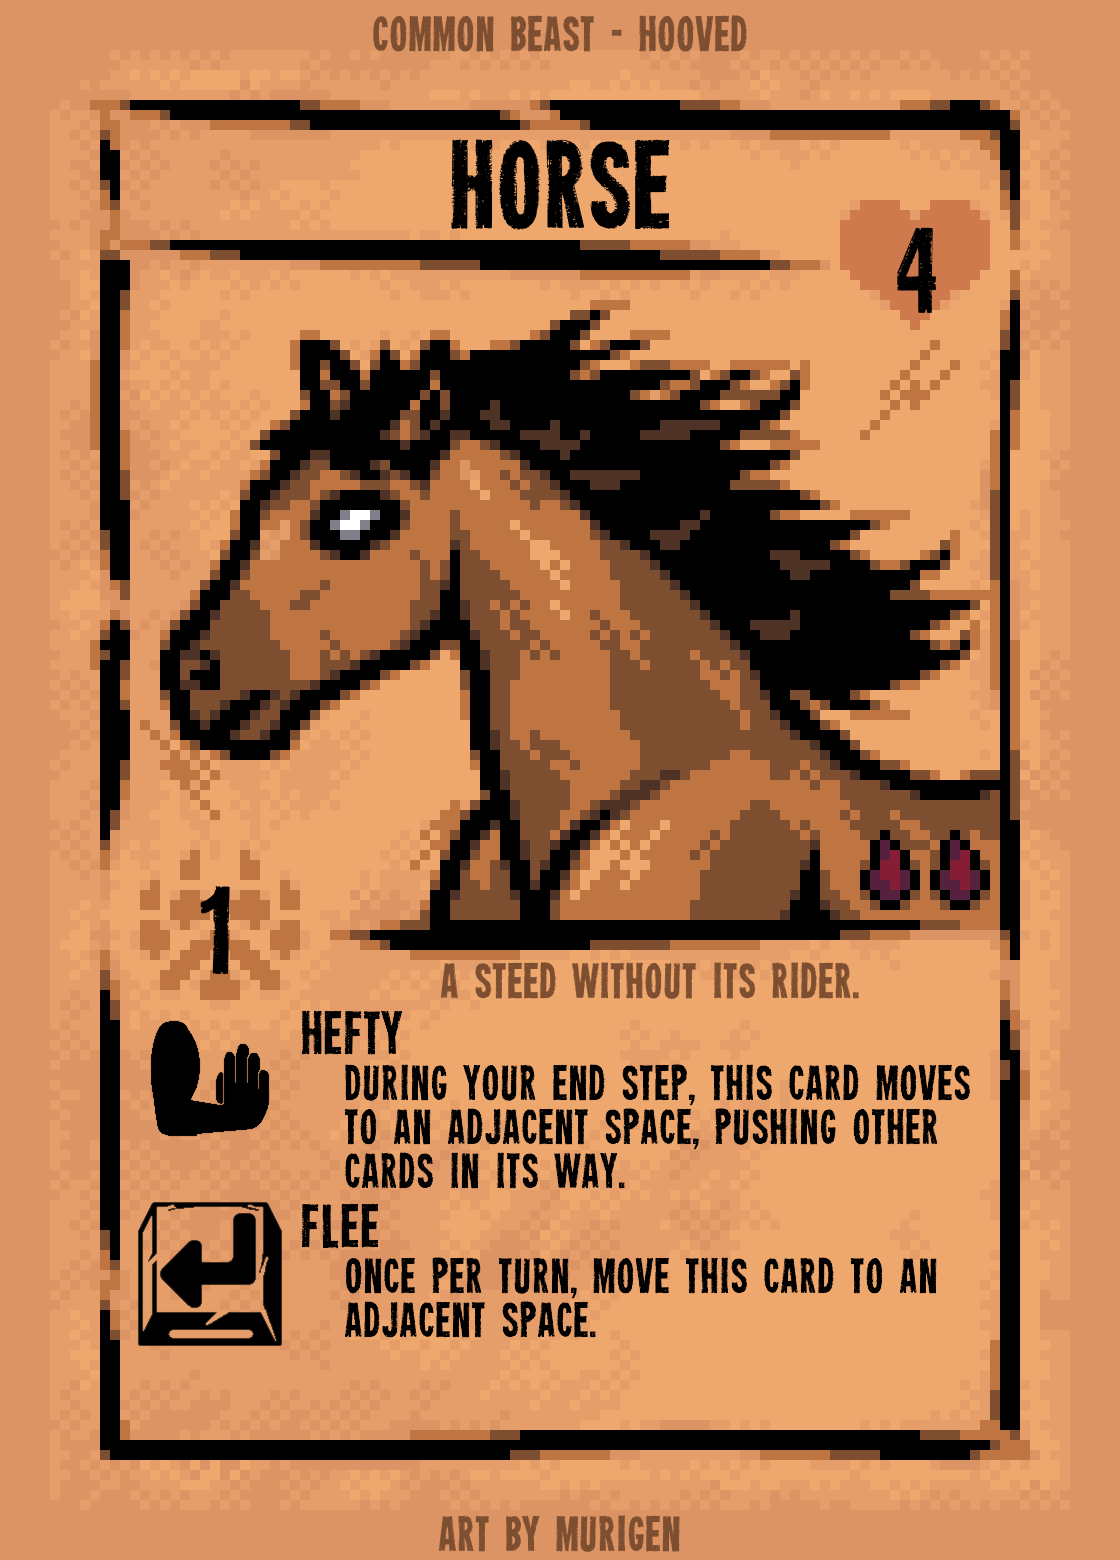 COMMON BEAST - HOOVED
HORSE
4
1
A STEED WITHOUT ITS RIDER.
HEFTY
DURING YOUR END STEP, THIS CARD MOVES
TO AN ADJACENT SPACE, PUSHING OTHER
CARDS IN ITS WAY.
FLEE
ONCE PER TURN, MOVE THIS CARD TO AN
ADJACENT SPACE.
ART BY MURIGEN